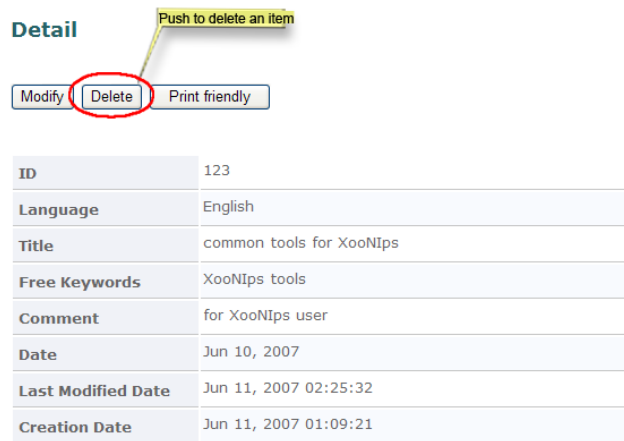 Push to delete an item
Detail
Modify Delete Print friendly
ID 123
Language English
Title common tools for XooNIps
Free Keywords XooNIps tools
Comment for XooNIps user
Date Jun 10, 2007
Last Modified Date Jun 11, 2007 02:25:32
Creation Date Jun 11, 2007 01:09:21